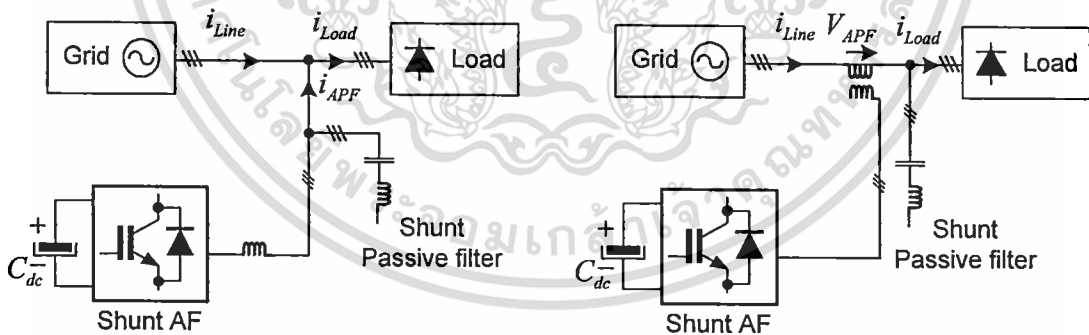 i_Line
i_Load
Grid
Load
i_APF
+
C_dc
-
Shunt
Passive filter
Shunt AF
i_Line
V_APF
i_Load
Grid
Load
+
C_dc
-
Shunt
Passive filter
Shunt AF